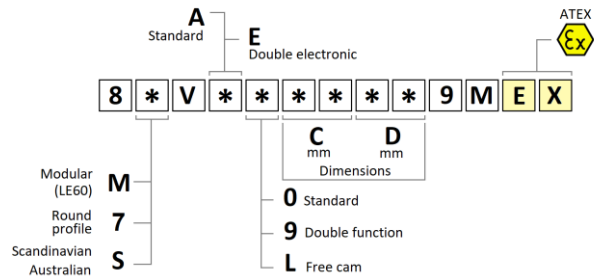 A
Standard
E
Double electronic
ATEX
εx
8 * V * * * * * * 9 M E X
C
mm
D
mm
Dimensions
Modular
(LE60)
M
Round
profile
7
Scandinavian
Australian
S
0 Standard
9 Double function
L Free cam